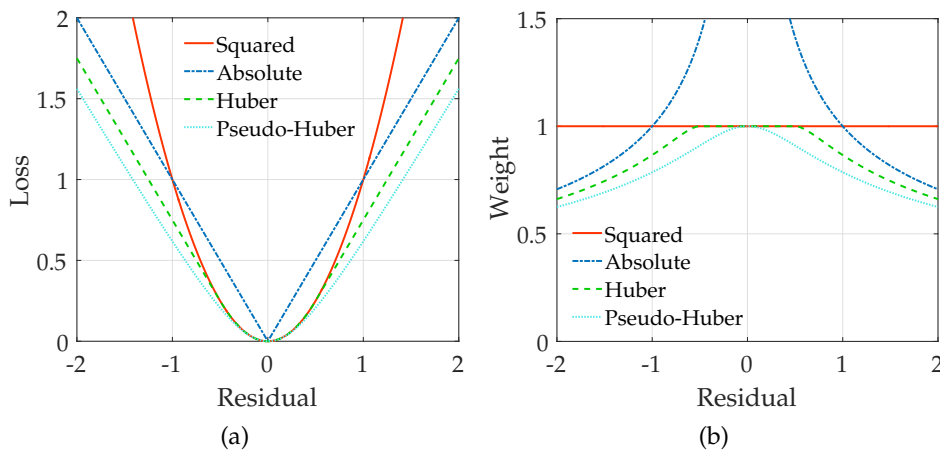 2
1.5
1
0.5
0
-2
-1
0
1
2
Loss
Residual
Squared
Absolute
Huber
Pseudo-Huber
(a)
1.5
1
0.5
0
-2
-1
0
1
2
Weight
Residual
Squared
Absolute
Huber
Pseudo-Huber
(b)